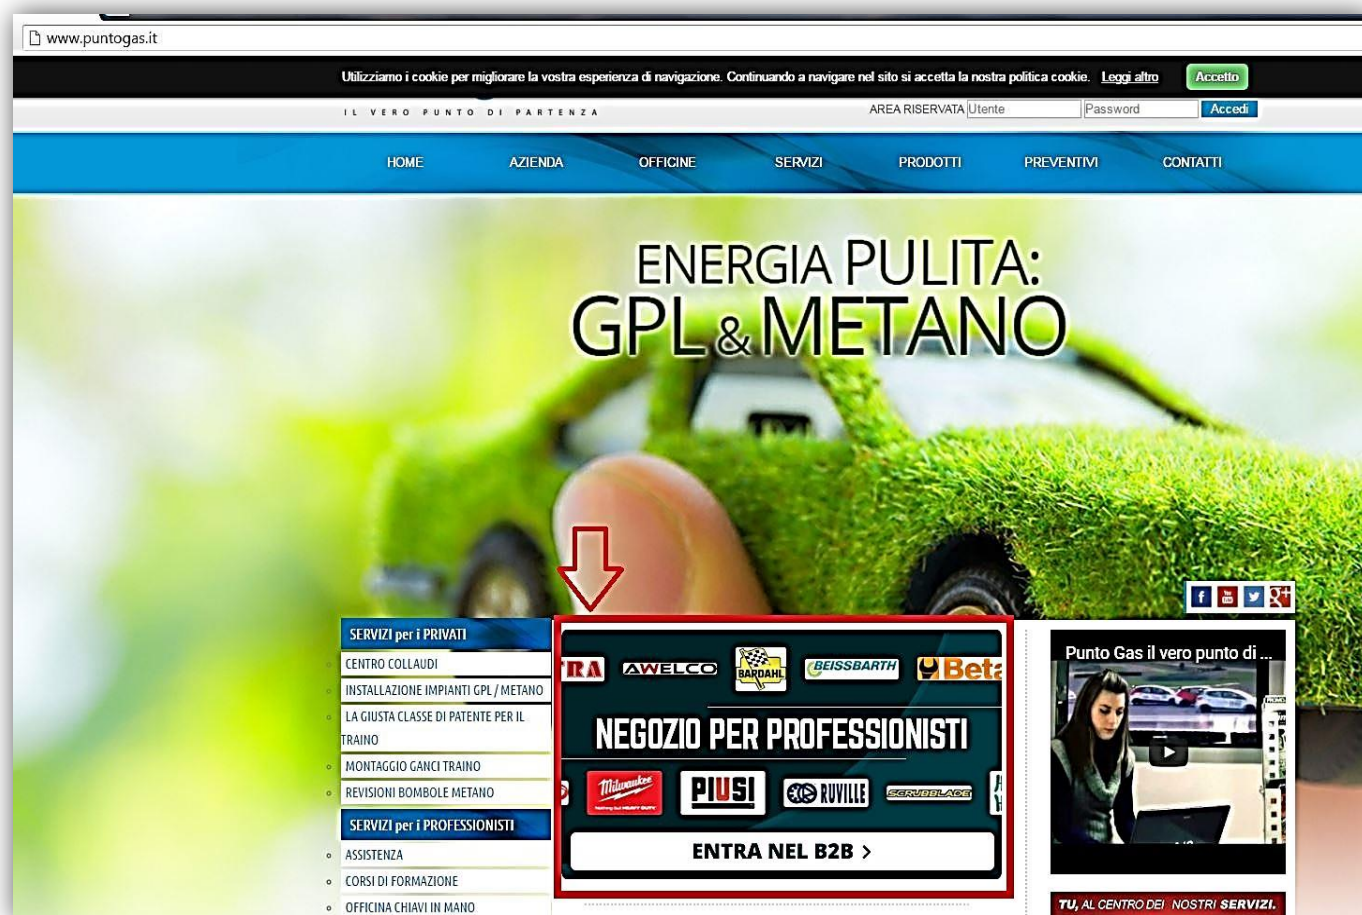 www.puntogas.it
Utilizziamo i cookie per migliorare la vostra esperienza di navigazione. Continuando a navigare nel sito si accetta la nostra politica cookie. Leggi altro Accetto
IL VERO PUNTO DI PARTENZA
AREA RISERVATA Utente Password Accedi
HOME AZIENDA OFFICINE SERVIZI PRODOTTI PREVENTIVI CONTATTI
ENERGIA PULITA:
GPL & METANO
SERVIZI per i PRIVATI
CENTRO COLLAUDI
INSTALLAZIONE IMPIANTI GPL / METANO
LA GIUSTA CLASSE DI PATENTE PER IL
TRAINO
MONTAGGIO GANCI TRAINO
REVISIONI BOMBOLE METANO
SERVIZI per i PROFESSIONISTI
ASSISTENZA
CORSI DI FORMAZIONE
OFFICINA CHIAVI IN MANO
TRA AWELCO BARDAHL BEISSBARTH Beta
NEGOZIO PER PROFESSIONISTI
Milwaukee PIUSI RUVILLE SCRUBBLADE
ENTRA NEL B2B >
Punto Gas il vero punto di ...
TU, AL CENTRO DEI NOSTRI SERVIZI.